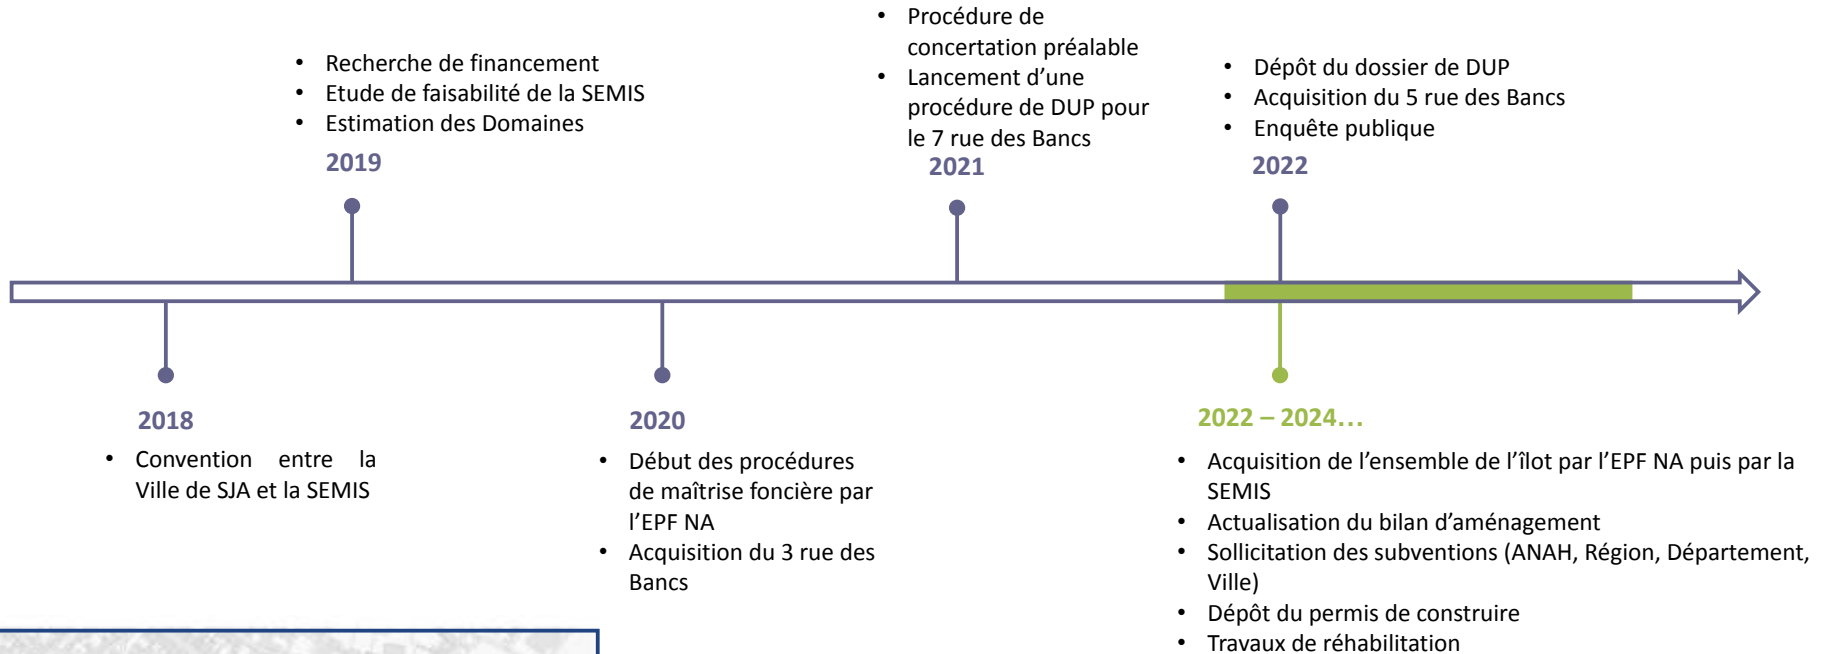 • Recherche de financement
• Etude de faisabilité de la SEMIS
• Estimation des Domaines
2019
• Procédure de
concertation préalable
• Lancement d’une
procédure de DUP pour
le 7 rue des Bancs
2021
• Dépôt du dossier de DUP
• Acquisition du 5 rue des Bancs
• Enquête publique
2022
2018
• Convention entre la
Ville de SJA et la SEMIS
2020
• Début des procédures
de maîtrise foncière par
l’EPF NA
• Acquisition du 3 rue des
Bancs
2022 – 2024…
• Acquisition de l’ensemble de l’îlot par l’EPF NA puis par la
SEMIS
• Actualisation du bilan d’aménagement
• Sollicitation des subventions (ANAH, Région, Département,
Ville)
• Dépôt du permis de construire
• Travaux de réhabilitation